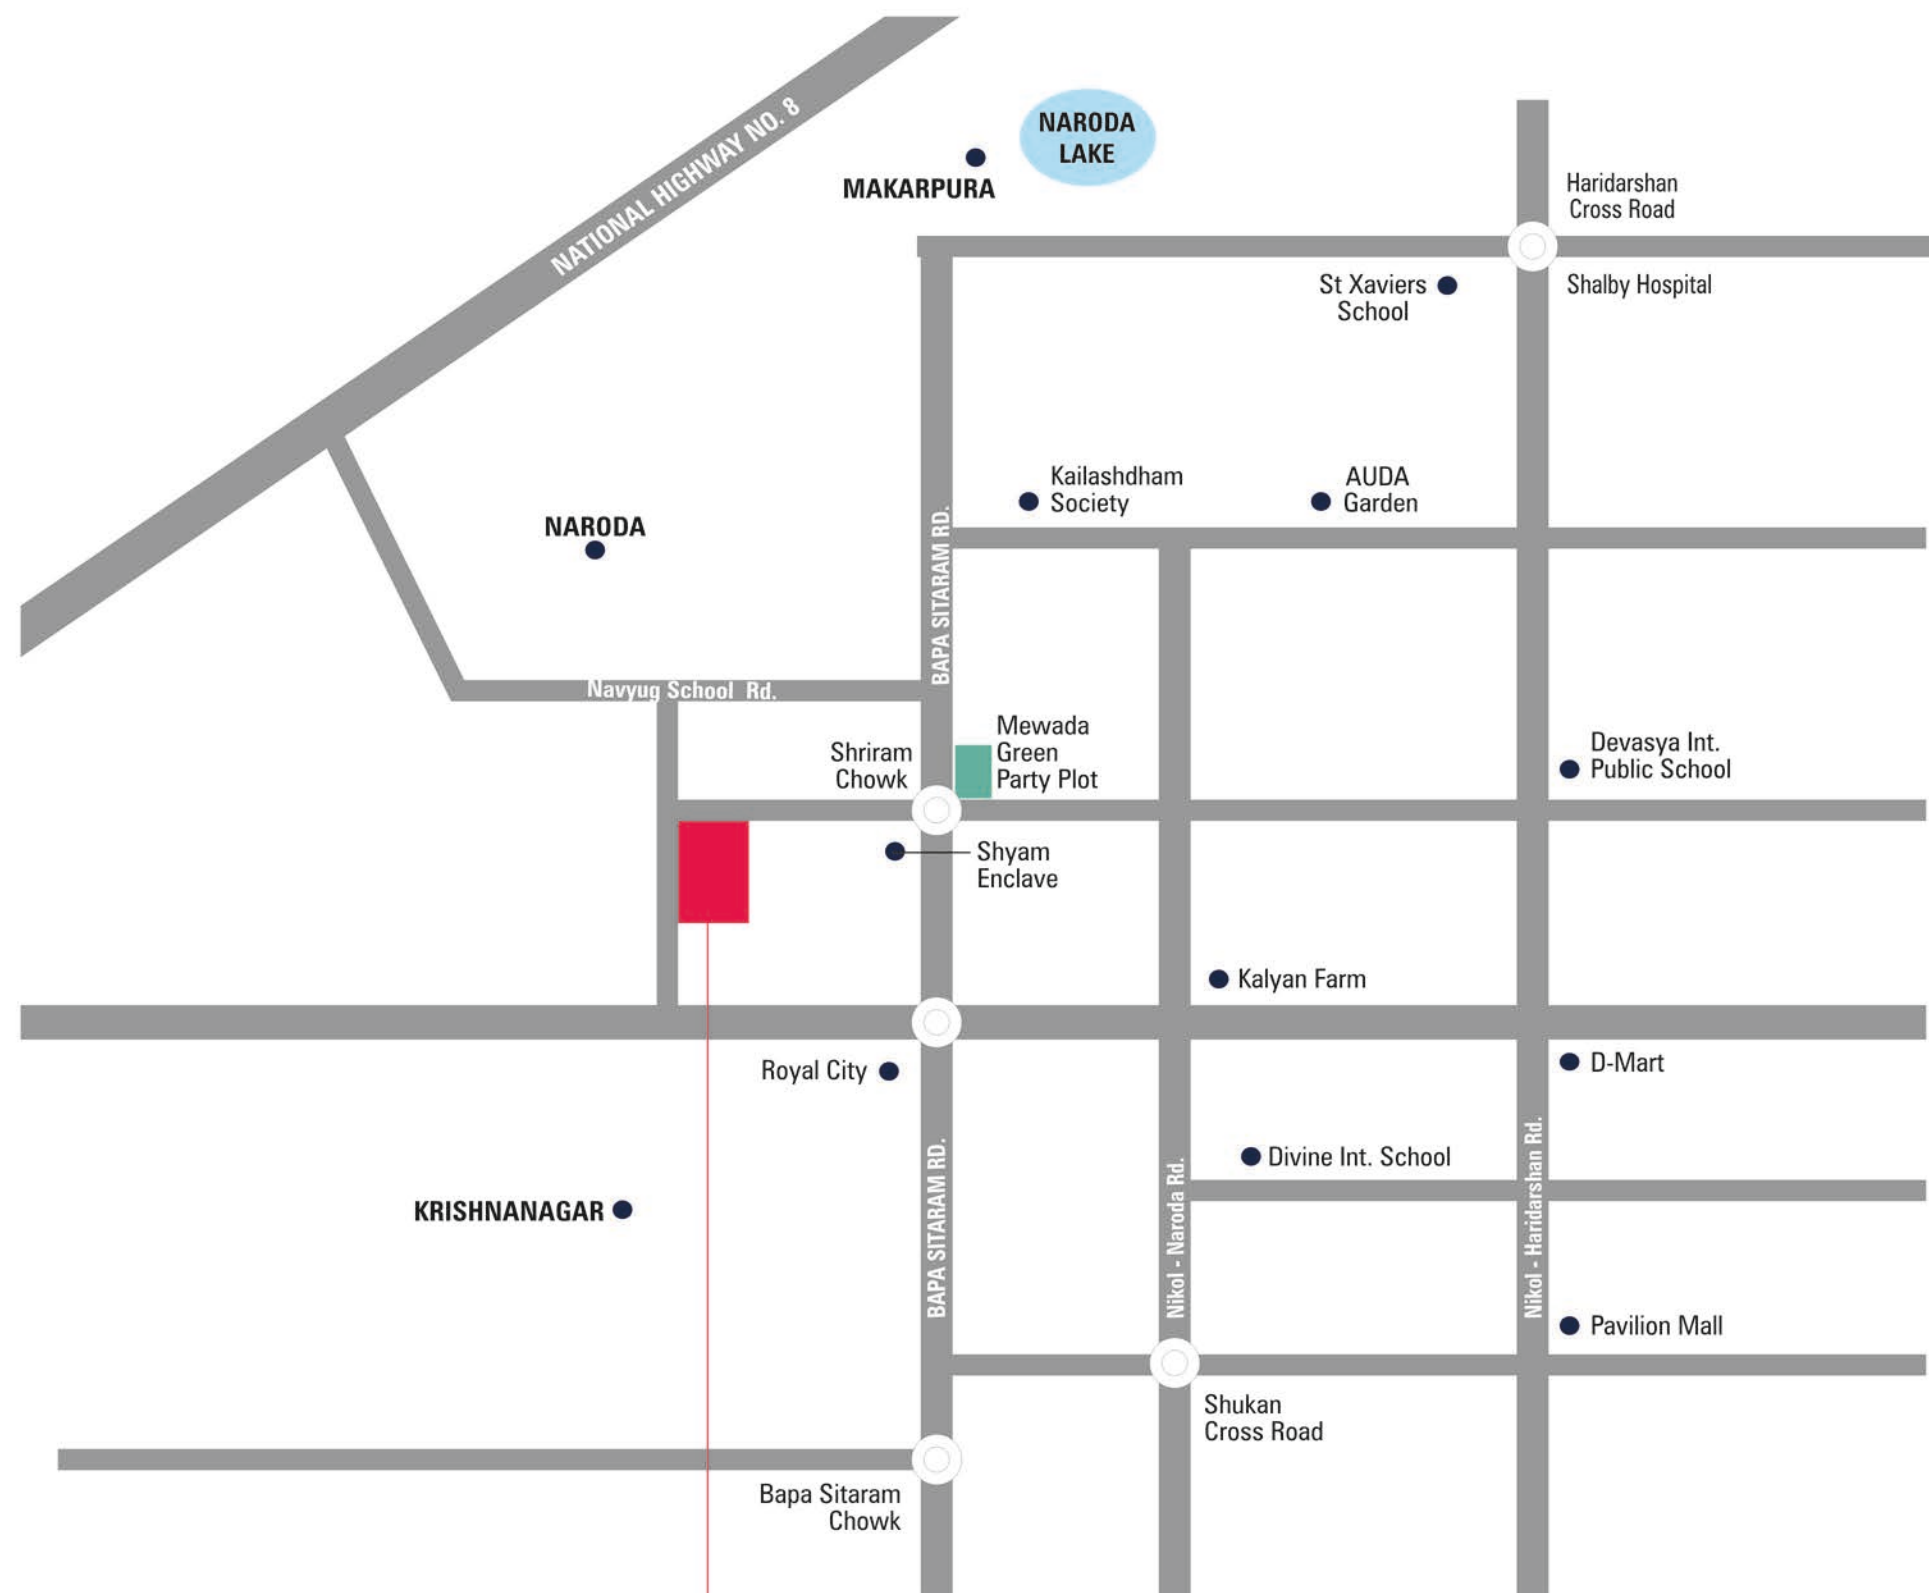 NATIONAL HIGHWAY NO. 8
NARODA
LAKE
MAKARPURA
Haridarshan
Cross Road
St Xaviers
School
Shalby Hospital
Kailashdham
Society
AUDA
Garden
NARODA
BAPA SITARAM RD.
Navyug School Rd.
Shriram
Chowk
Mewada
Green
Party Plot
Devasya Int.
Public School
Shyam
Enclave
Kalyan Farm
Royal City
D-Mart
Divine Int. School
KRISHNANAGAR
BAPA SITARAM RD.
Nikol - Naroda Rd.
Nikol - Haridarshan Rd.
Pavilion Mall
Shukan
Cross Road
Bapa Sitaram
Chowk